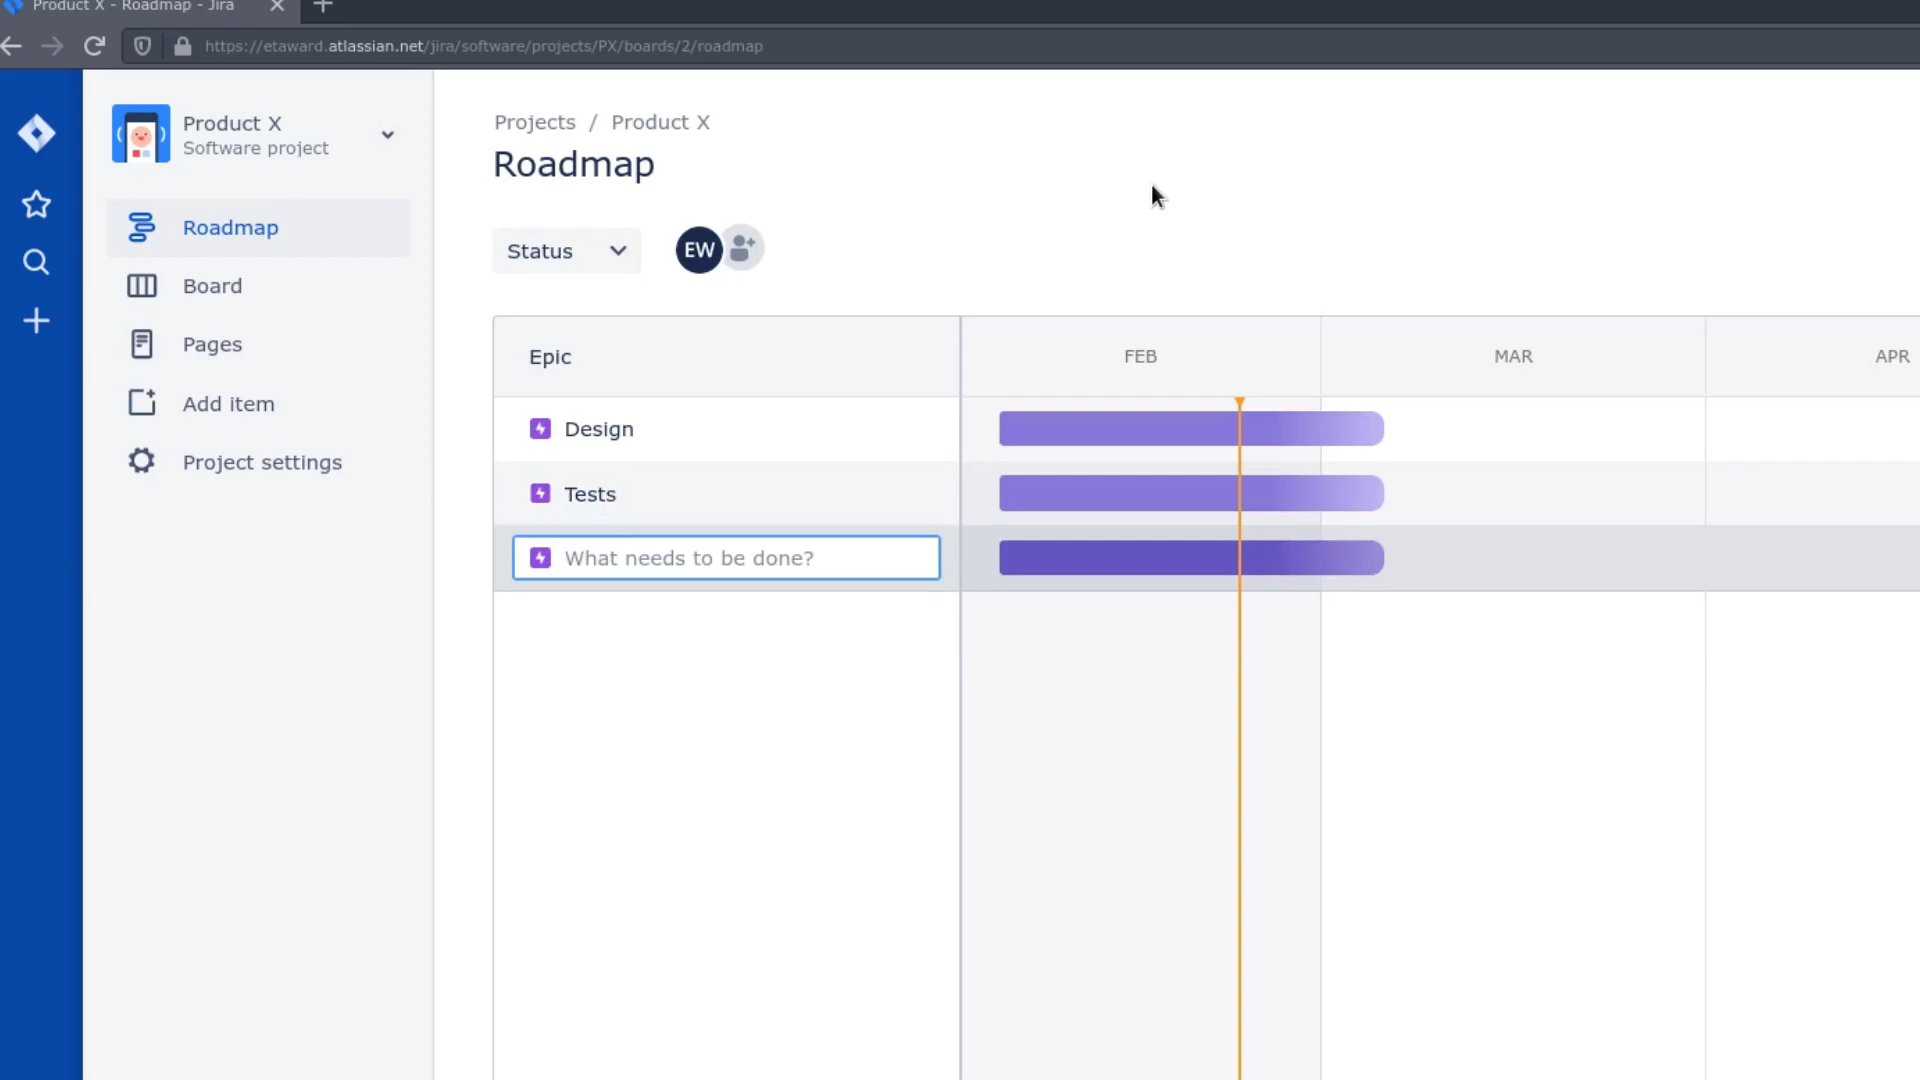 Product X - Roadmap - Jira
https://etaward.atlassian.net/jira/software/projects/PX/boards/2/roadmap
Product X
Software project
Roadmap
Board
Pages
Add item
Project settings
Projects / Product X
Roadmap
Status
EW
Epic FEB MAR APR
Design
Tests
What needs to be done?